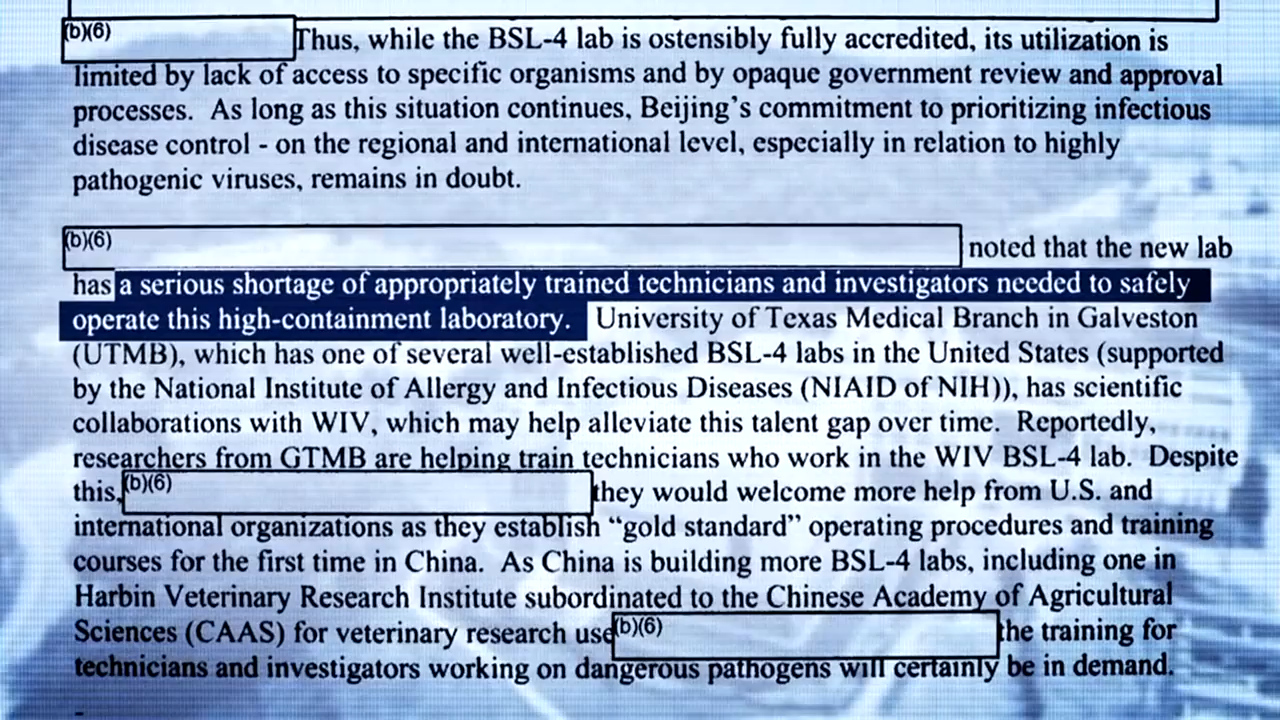 (b)(6) Thus, while the BSL-4 lab is ostensibly fully accredited, its utilization is
limited by lack of access to specific organisms and by opaque government review and approval
processes. As long as this situation continues, Beijing’s commitment to prioritizing infectious
disease control - on the regional and international level, especially in relation to highly
pathogenic viruses, remains in doubt.
(b)(6) noted that the new lab
has a serious shortage of appropriately trained technicians and investigators needed to safely
operate this high-containment laboratory. University of Texas Medical Branch in Galveston
(UTMB), which has one of several well-established BSL-4 labs in the United States (supported
by the National Institute of Allergy and Infectious Diseases (NIAID of NIH)), has scientific
collaborations with WIV, which may help alleviate this talent gap over time. Reportedly,
researchers from GTMB are helping train technicians who work in the WIV BSL-4 lab. Despite
this, (b)(6) they would welcome more help from U.S. and
international organizations as they establish “gold standard” operating procedures and training
courses for the first time in China. As China is building more BSL-4 labs, including one in
Harbin Veterinary Research Institute subordinated to the Chinese Academy of Agricultural
Sciences (CAAS) for veterinary research use (b)(6) the training for
technicians and investigators working on dangerous pathogens will certainly be in demand.